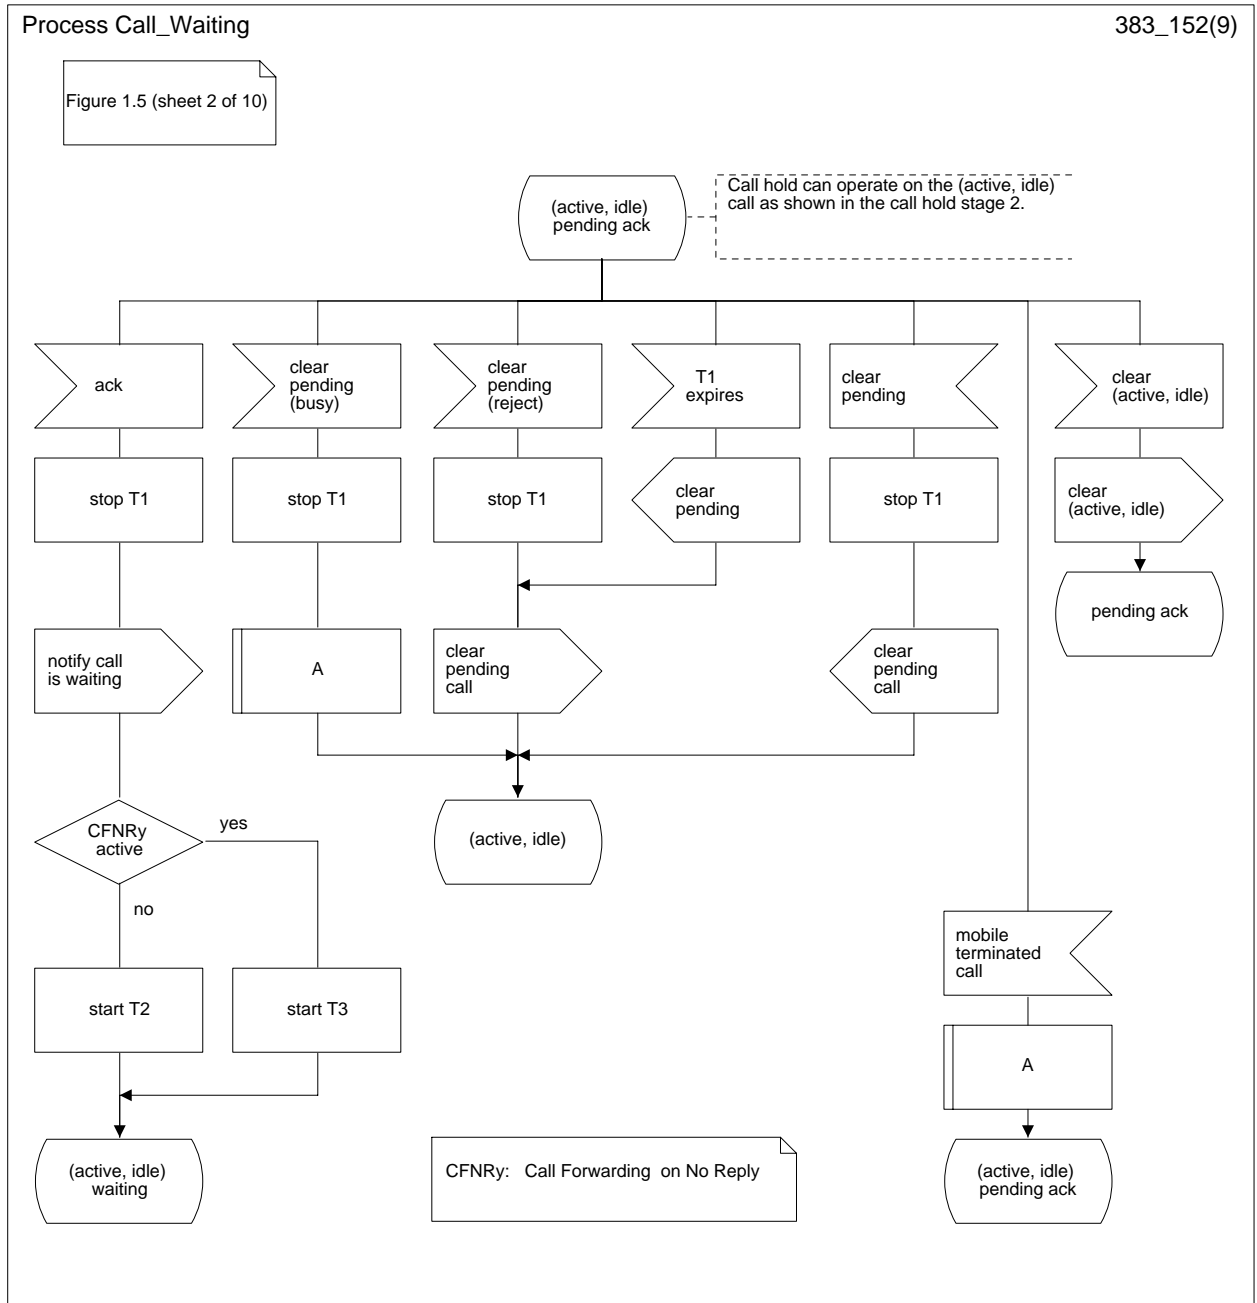 Process Call_Waiting
383_152(9)
Figure 1.5 (sheet 2 of 10)
(active, idle)
pending ack
Call hold can operate on the (active, idle)
call as shown in the call hold stage 2.
ack
clear
pending
(busy)
clear
pending
(reject)
T1
expires
clear
pending
clear
(active, idle)
stop T1
stop T1
stop T1
clear
pending
stop T1
clear
(active, idle)
pending ack
notify call
is waiting
A
clear
pending
call
clear
pending
call
CFNRy
active
yes
no
(active, idle)
mobile
terminated
call
start T2
start T3
A
(active, idle)
waiting
CFNRy: Call Forwarding on No Reply
(active, idle)
pending ack